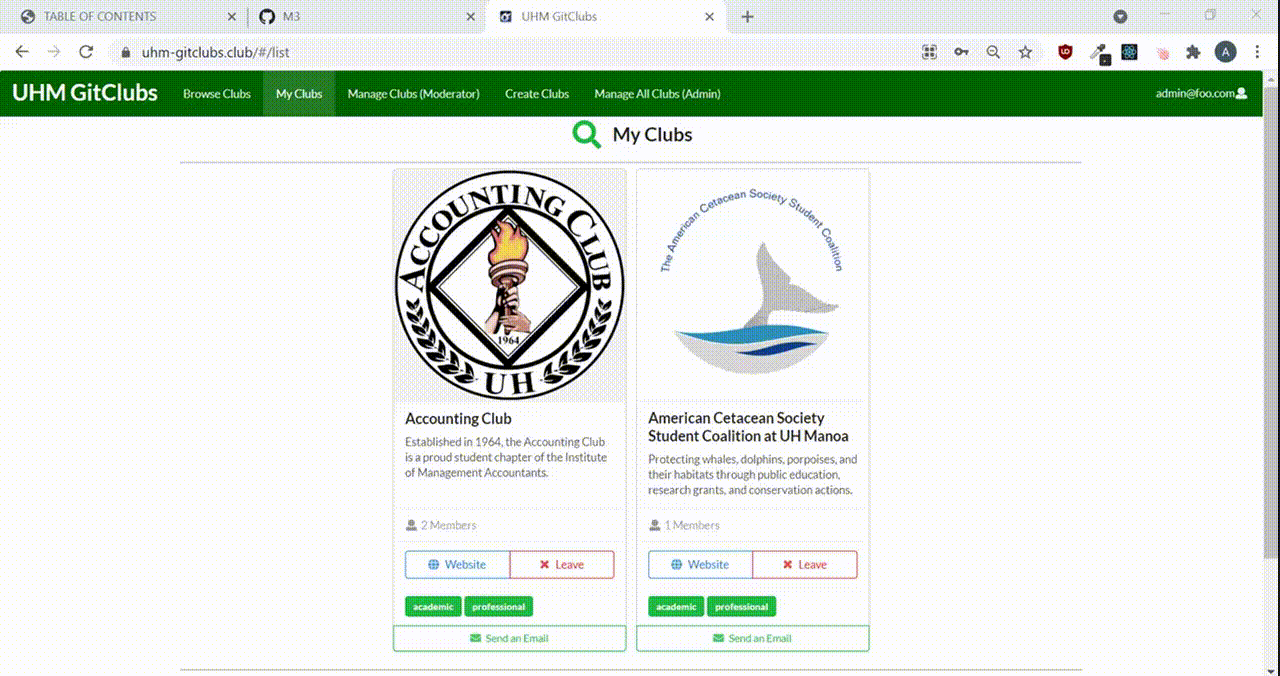 TABLE OF CONTENTS
M3
UHM GitClubs
uhm-gitclubs.club/#/list
A
UHM GitClubs
Browse Clubs
My Clubs
Manage Clubs (Moderator)
Create Clubs
Manage All Clubs (Admin)
admin@foo.com
My Clubs
ACCOUNTING CLUB
1964
UH
Accounting Club
Established in 1964, the Accounting Club
is a proud student chapter of the Institute
of Management Accountants.
2 Members
Website
Leave
academic
professional
Send an Email
The American Cetacean Society Student Coalition
American Cetacean Society
Student Coalition at UH Manoa
Protecting whales, dolphins, porpoises, and
their habitats through public education,
research grants, and conservation actions.
1 Members
Website
Leave
academic
professional
Send an Email